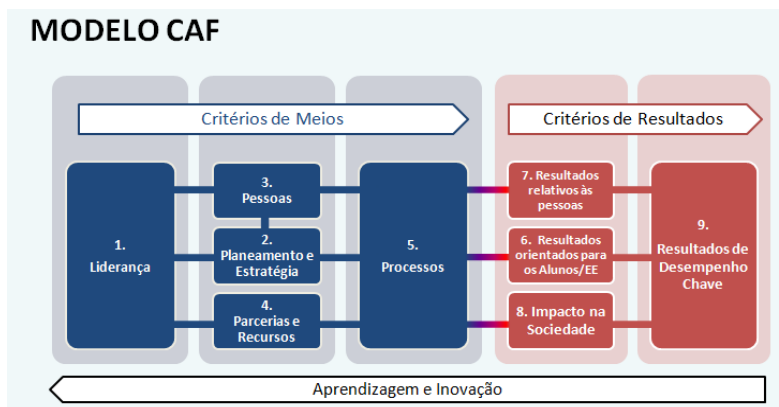 MODELO CAF
Critérios de Meios
Critérios de Resultados
1.
Liderança
3.
Pessoas
2.
Planeamento e
Estratégia
4.
Parcerias e
Recursos
5.
Processos
7. Resultados
relativos às
pessoas
6. Resultados
orientados para
os Alunos/EE
8. Impacto na
Sociedade
9.
Resultados de
Desempenho
Chave
Aprendizagem e Inovação